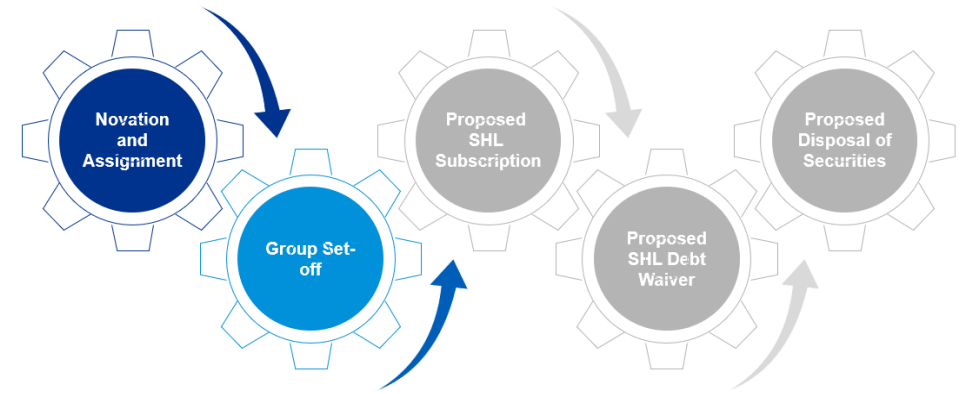 Novation
and
Assignment
Group Set-
off
Proposed
SHL
Subscription
Proposed
SHL Debt
Waiver
Proposed
Disposal of
Securities